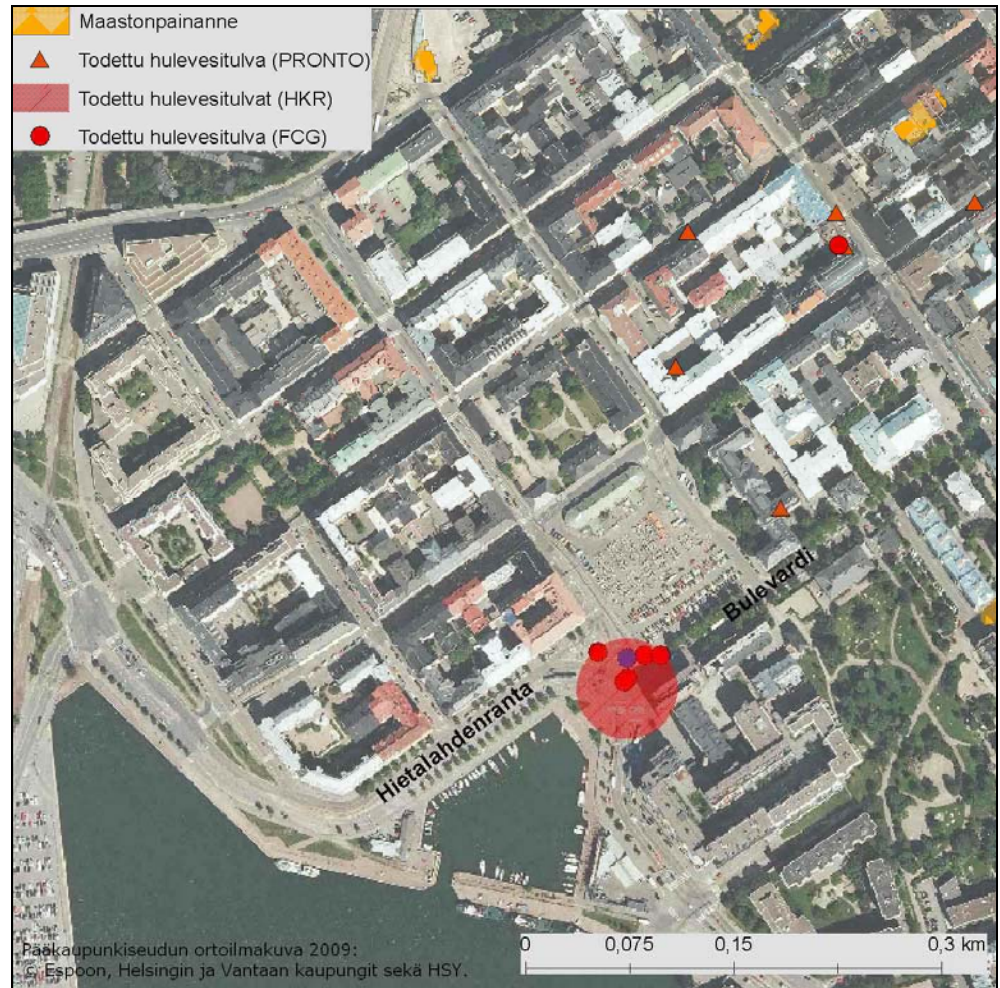 Maastonpainanne
Todettu hulevesitulva (PRONTO)
Todettu hulevesitulvat (HKR)
Todettu hulevesitulva (FCG)
Bulevardi
Hietalahdenranta
Pääkaupunkiseudun ortoilmakuva 2009:
© Espoon, Helsingin ja Vantaan kaupungit sekä HSY.
0 0,075 0,15 0,3 km